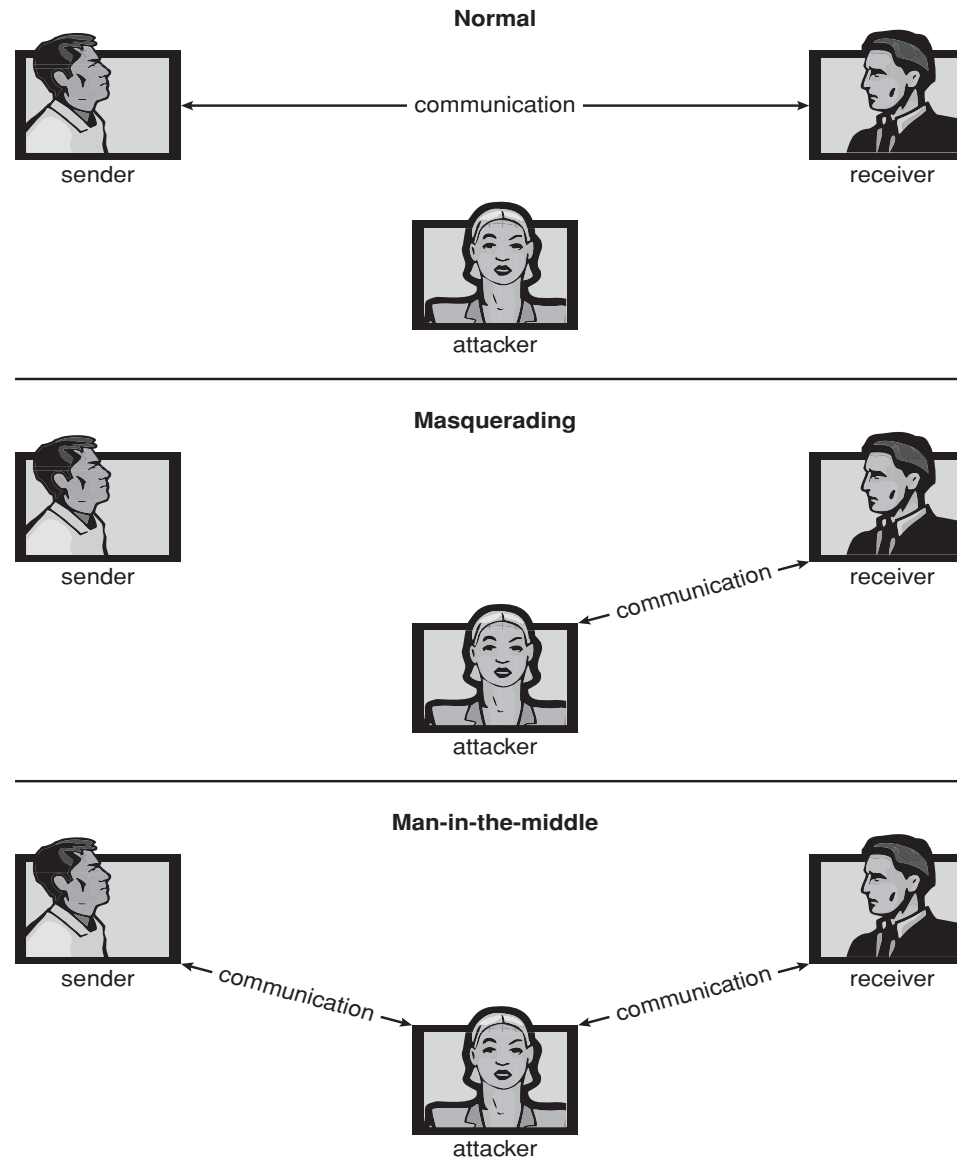 Normal
communication
sender
receiver
attacker
Masquerading
sender
communication
receiver
attacker
Man-in-the-middle
sender
communication
communication
receiver
attacker